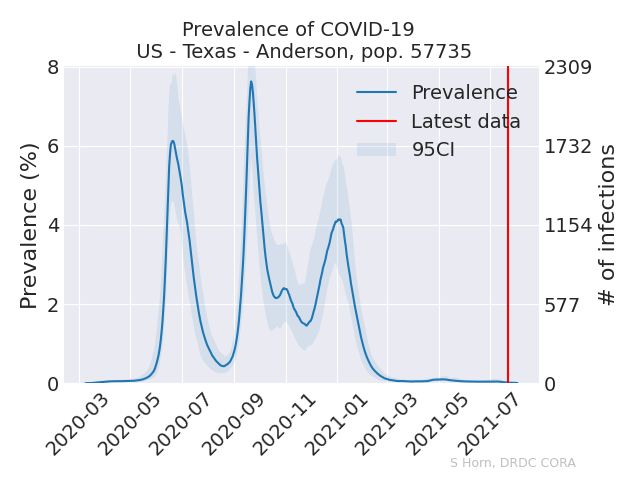 Prevalence of COVID-19
US - Texas - Anderson, pop. 57735
Prevalence (%)
8
6
4
2
0
2309
1732
1154
577
0
# of infections
Prevalence
Latest data
95CI
2020-03
2020-05
2020-07
2020-09
2020-11
2021-01
2021-03
2021-05
2021-07
S Horn, DRDC CORA